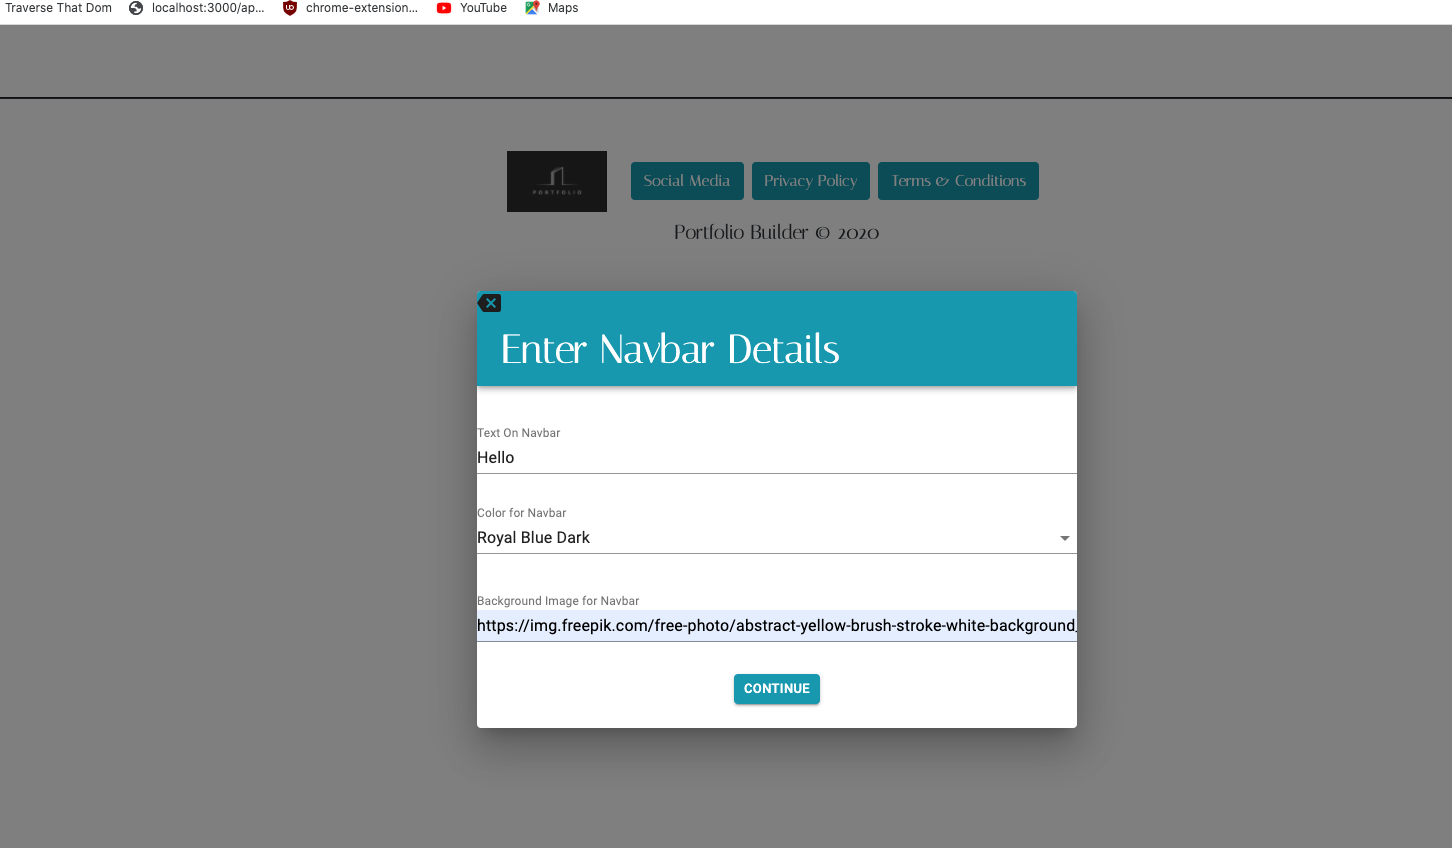 Traverse That Dom localhost:3000/ap... chrome-extension... YouTube Maps
PORTFOLIO Social Media Privacy Policy Terms & Conditions
Portfolio Builder © 2020
Enter Navbar Details
Text On Navbar
Hello
Color for Navbar
Royal Blue Dark
Background Image for Navbar
https://img.freepik.com/free-photo/abstract-yellow-brush-stroke-white-background_
CONTINUE